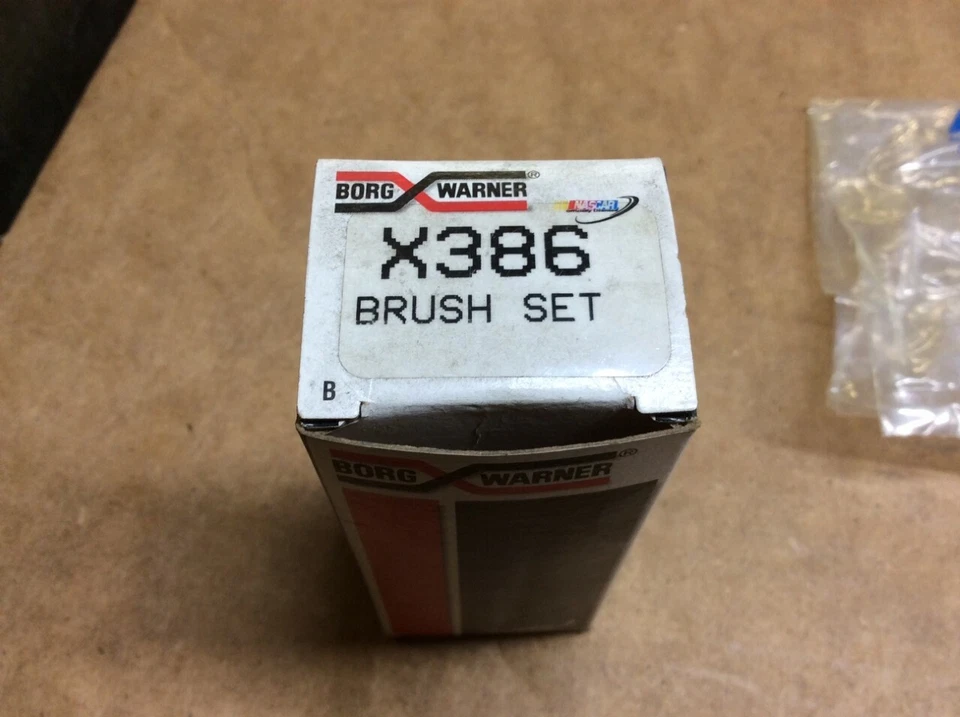 BORG WARNER®
NASCAR
X386
BRUSH SET
B
BORG WARNER®